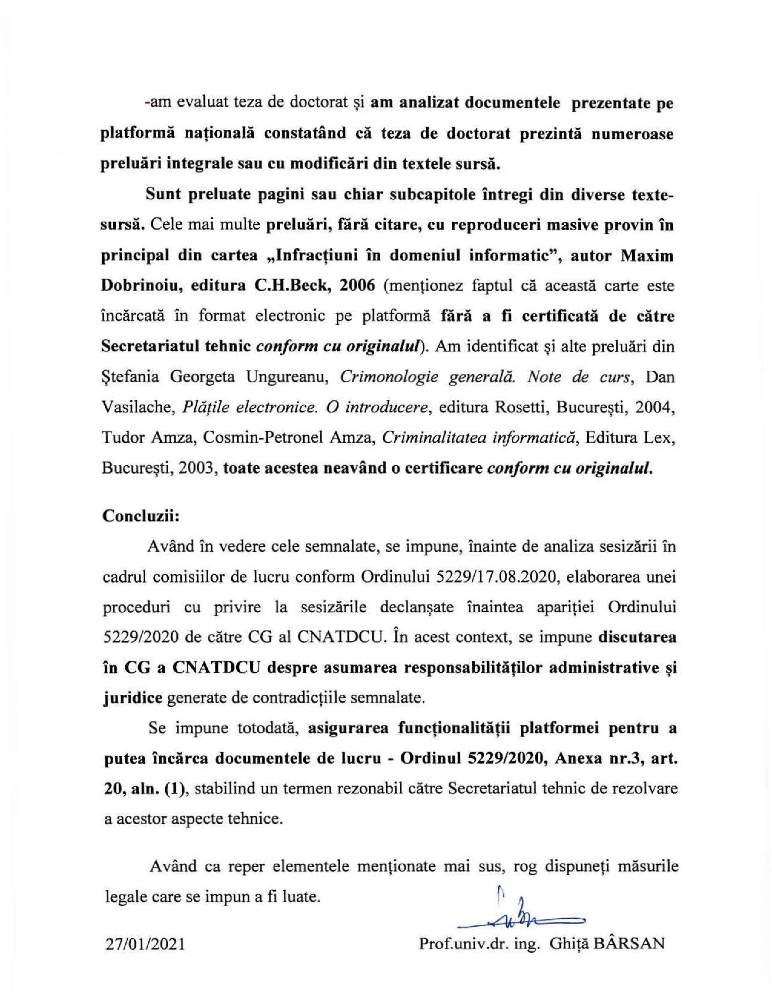 -am evaluat teza de doctorat și am analizat documentele prezentate pe
platformă națională constatând că teza de doctorat prezintă numeroase
preluări integrale sau cu modificări din textele sursă.
Sunt preluate pagini sau chiar subcapitole întregi din diverse texte-
sursă. Cele mai multe preluări, fără citare, cu reproduceri masive provin în
principal din cartea „Infracțiuni în domeniul informatic”, autor Maxim
Dobrinoiu, editura C.H.Beck, 2006 (menționez faptul că această carte este
încărcată în format electronic pe platformă fără a fi certificată de către
Secretariatul tehnic conform cu originalul). Am identificat și alte preluări din
Ștefania Georgeta Ungureanu, Crimonologie generală. Note de curs, Dan
Vasilache, Plățile electronice. O introducere, editura Rosetti, București, 2004,
Tudor Amza, Cosmin-Petronel Amza, Criminalitatea informatică, Editura Lex,
București, 2003, toate acestea neavând o certificare conform cu originalul.
Concluzii:
Având în vedere cele semnalate, se impune, înainte de analiza sesizării în
cadrul comisiilor de lucru conform Ordinului 5229/17.08.2020, elaborarea unei
proceduri cu privire la sesizările declanșate înaintea apariției Ordinului
5229/2020 de către CG al CNATDCU. În acest context, se impune discutarea
în CG a CNATDCU despre asumarea responsabilităților administrative și
juridice generate de contradicțiile semnalate.
Se impune totodată, asigurarea funcționalității platformei pentru a
putea încărca documentele de lucru - Ordinul 5229/2020, Anexa nr.3, art.
20, aln. (1), stabilind un termen rezonabil către Secretariatul tehnic de rezolvare
a acestor aspecte tehnice.
Având ca reper elementele menționate mai sus, rog dispuneți măsurile
legale care se impun a fi luate.
27/01/2021 Prof.univ.dr. ing. Ghiță BÂRSAN